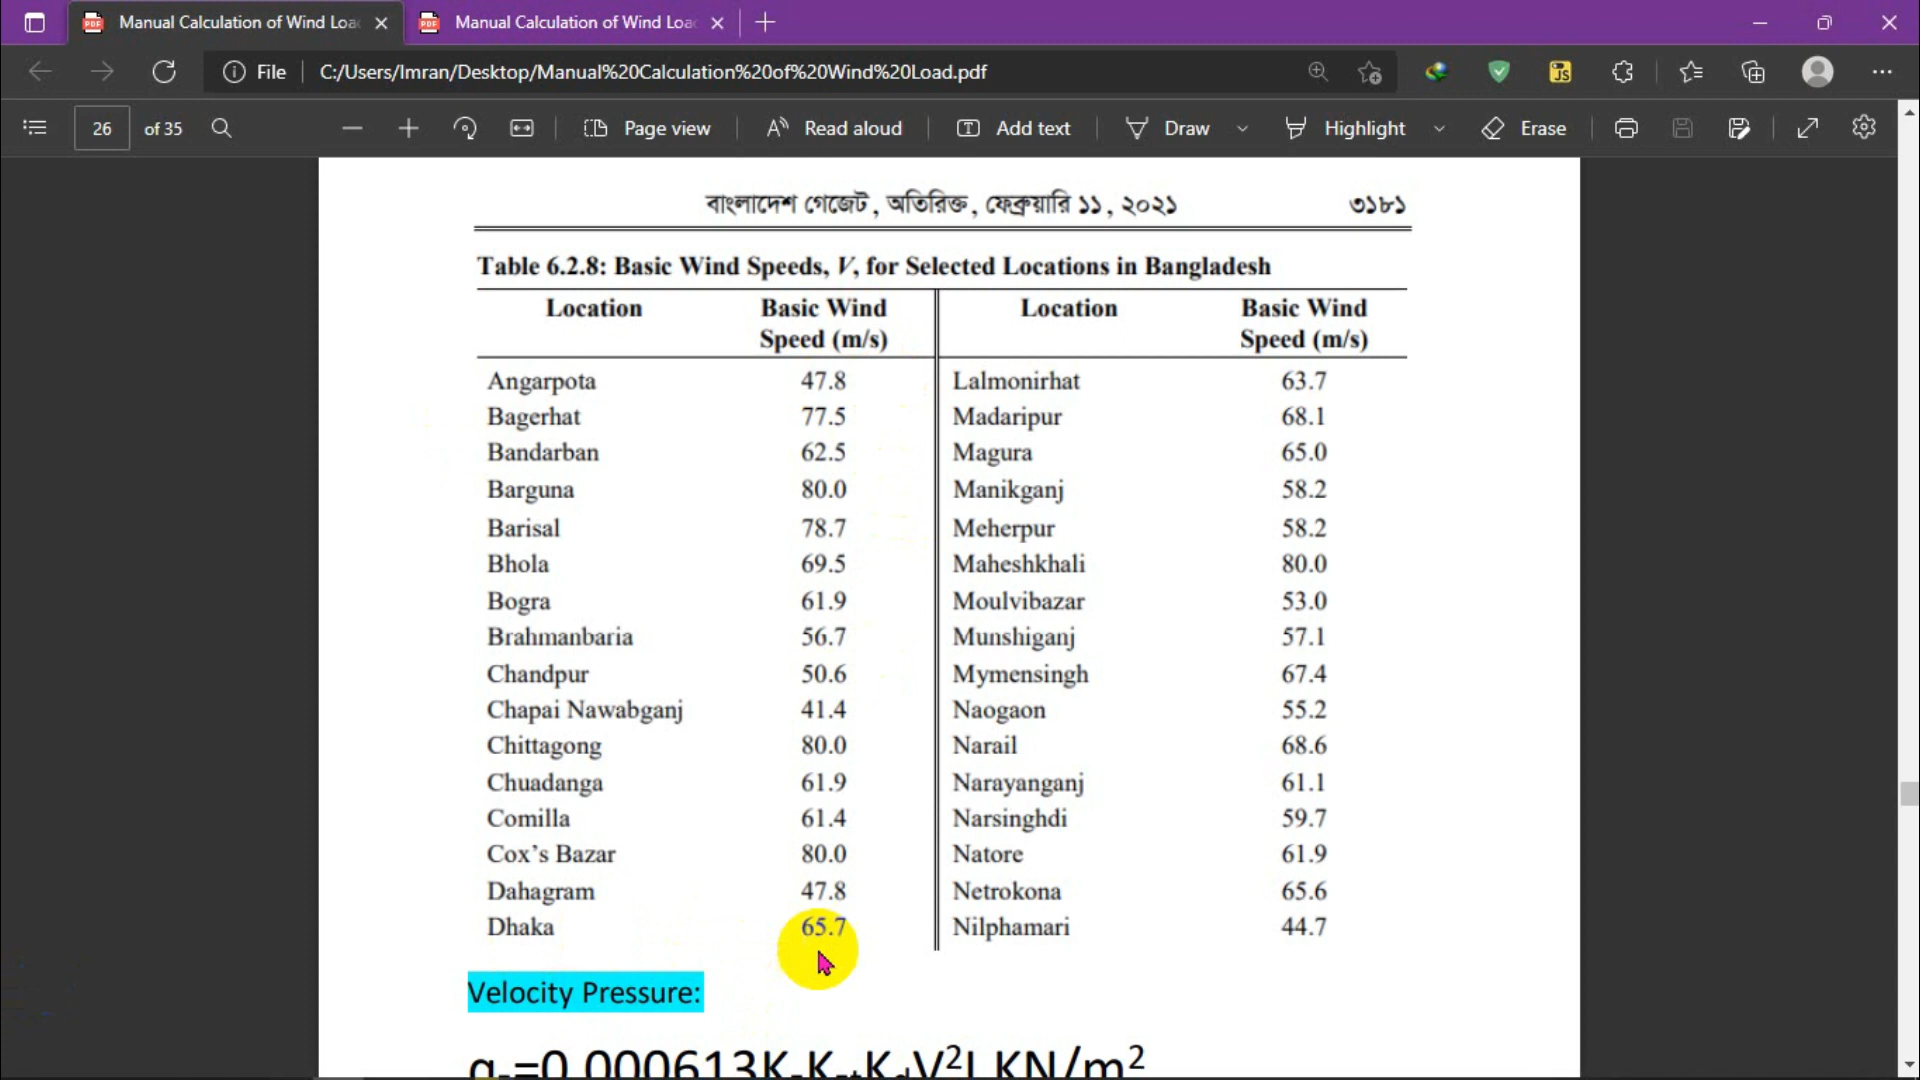 Manual Calculation of Wind Loa
Manual Calculation of Wind Loa
File
C:/Users/Imran/Desktop/Manual%20Calculation%20of%20Wind%20Load.pdf
26 of 35
Page view
Read aloud
Add text
Draw
Highlight
Erase
বাংলাদেশ গেজেট, অতিরিক্ত, ফেব্রুয়ারি ১১, ২০২১ ৩১৮১
Table 6.2.8: Basic Wind Speeds, V, for Selected Locations in Bangladesh
Location Basic Wind Speed (m/s) Location Basic Wind Speed (m/s)
Angarpota 47.8 Lalmonirhat 63.7
Bagerhat 77.5 Madaripur 68.1
Bandarban 62.5 Magura 65.0
Barguna 80.0 Manikganj 58.2
Barisal 78.7 Meherpur 58.2
Bhola 69.5 Maheshkhali 80.0
Bogra 61.9 Moulvibazar 53.0
Brahmanbaria 56.7 Munshiganj 57.1
Chandpur 50.6 Mymensingh 67.4
Chapai Nawabganj 41.4 Naogaon 55.2
Chittagong 80.0 Narail 68.6
Chuadanga 61.9 Narayanganj 61.1
Comilla 61.4 Narsinghdi 59.7
Cox’s Bazar 80.0 Natore 61.9
Dahagram 47.8 Netrokona 65.6
Dhaka 65.7 Nilphamari 44.7
Velocity Pressure:
q_z=0.000613K_zK_ztK_dV²I KN/m²